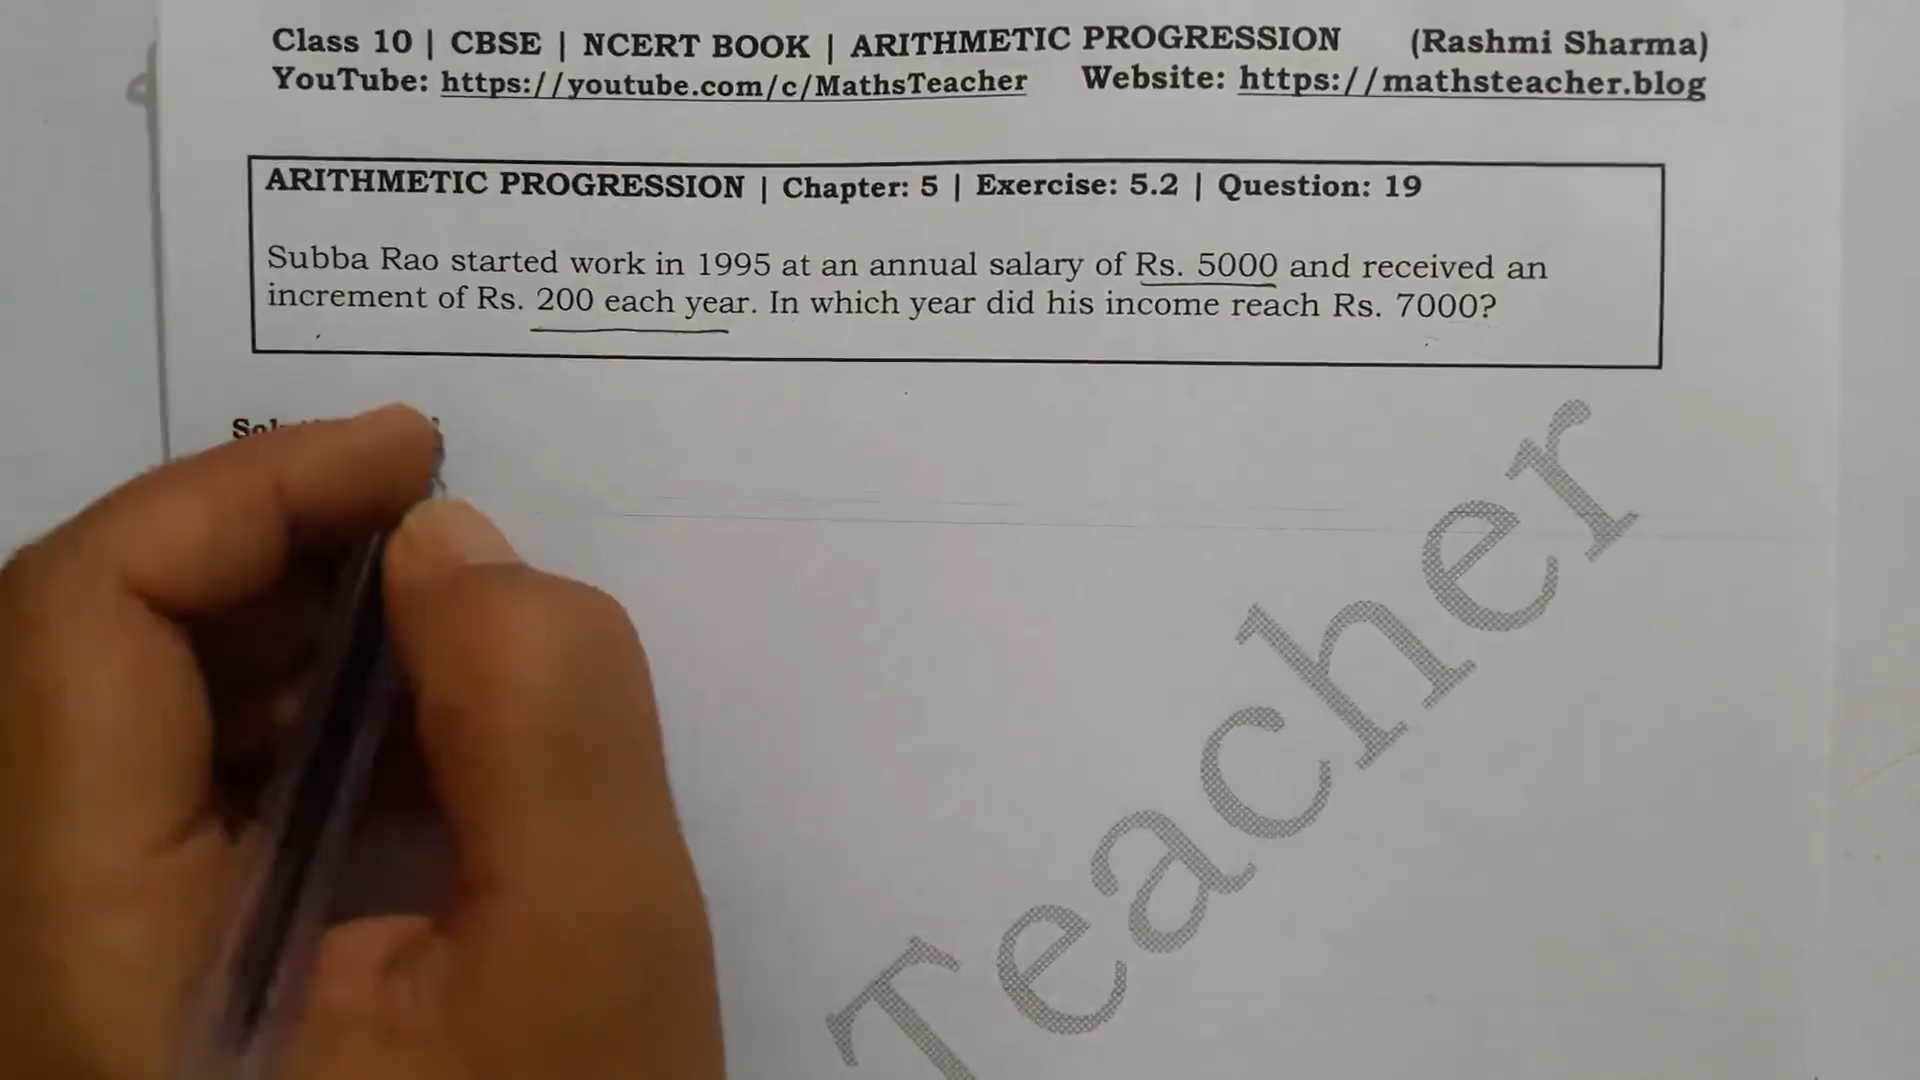 Class 10 | CBSE | NCERT BOOK | ARITHMETIC PROGRESSION (Rashmi Sharma)
YouTube: https://youtube.com/c/MathsTeacher Website: https://mathsteacher.blog
ARITHMETIC PROGRESSION | Chapter: 5 | Exercise: 5.2 | Question: 19
Subba Rao started work in 1995 at an annual salary of Rs. 5000 and received an
increment of Rs. 200 each year. In which year did his income reach Rs. 7000?
Teacher